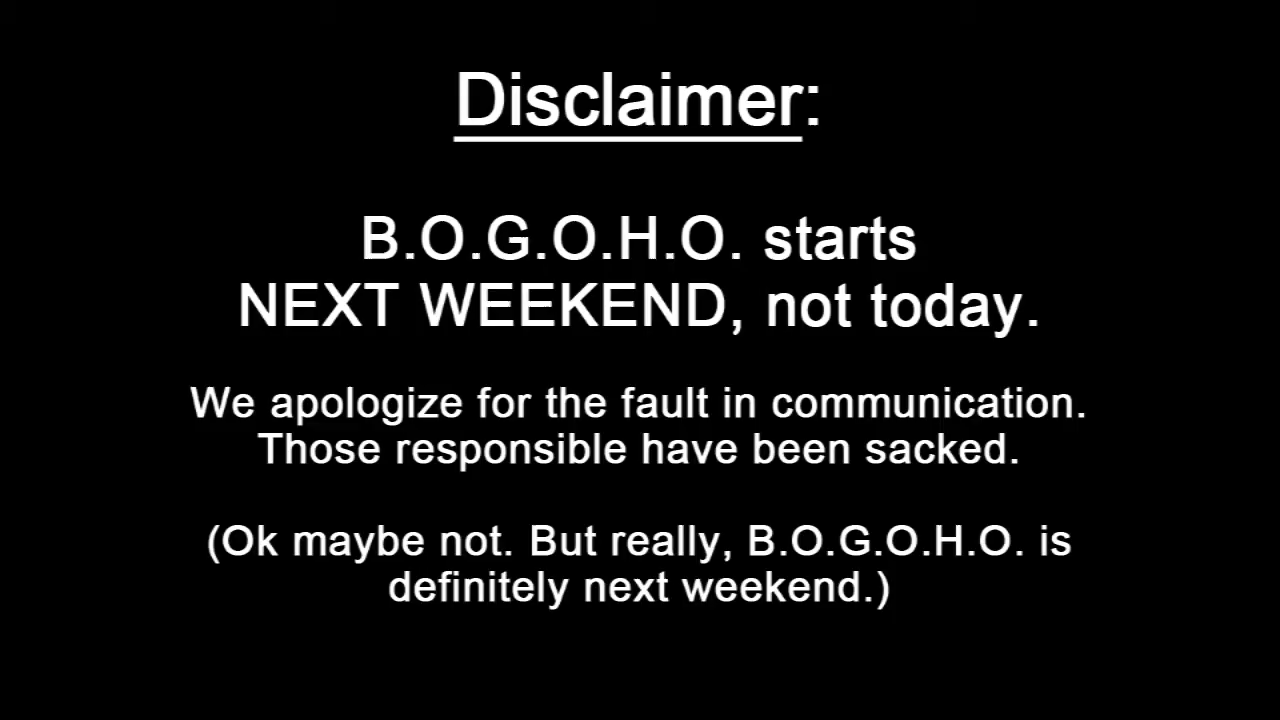 Disclaimer:
B.O.G.O.H.O. starts
NEXT WEEKEND, not today.
We apologize for the fault in communication.
Those responsible have been sacked.
(Ok maybe not. But really, B.O.G.O.H.O. is
definitely next weekend.)